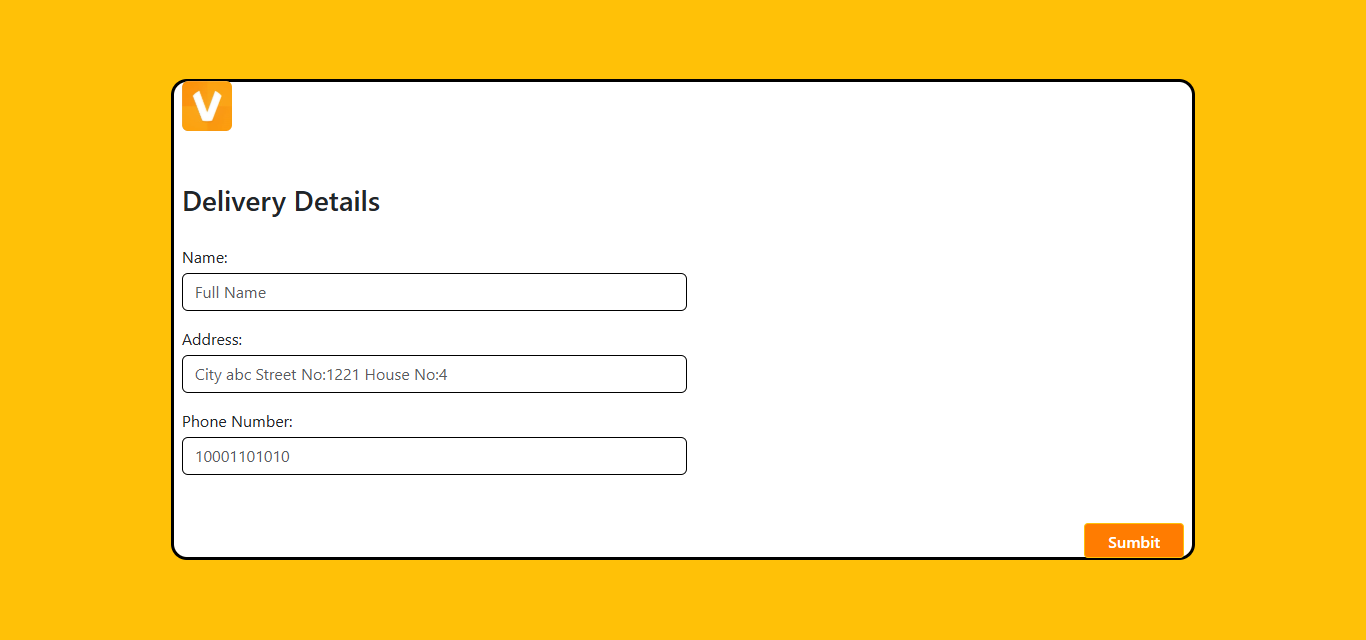 V
Delivery Details
Name:
Full Name
Address:
City abc Street No:1221 House No:4
Phone Number:
10001101010
Sumbit